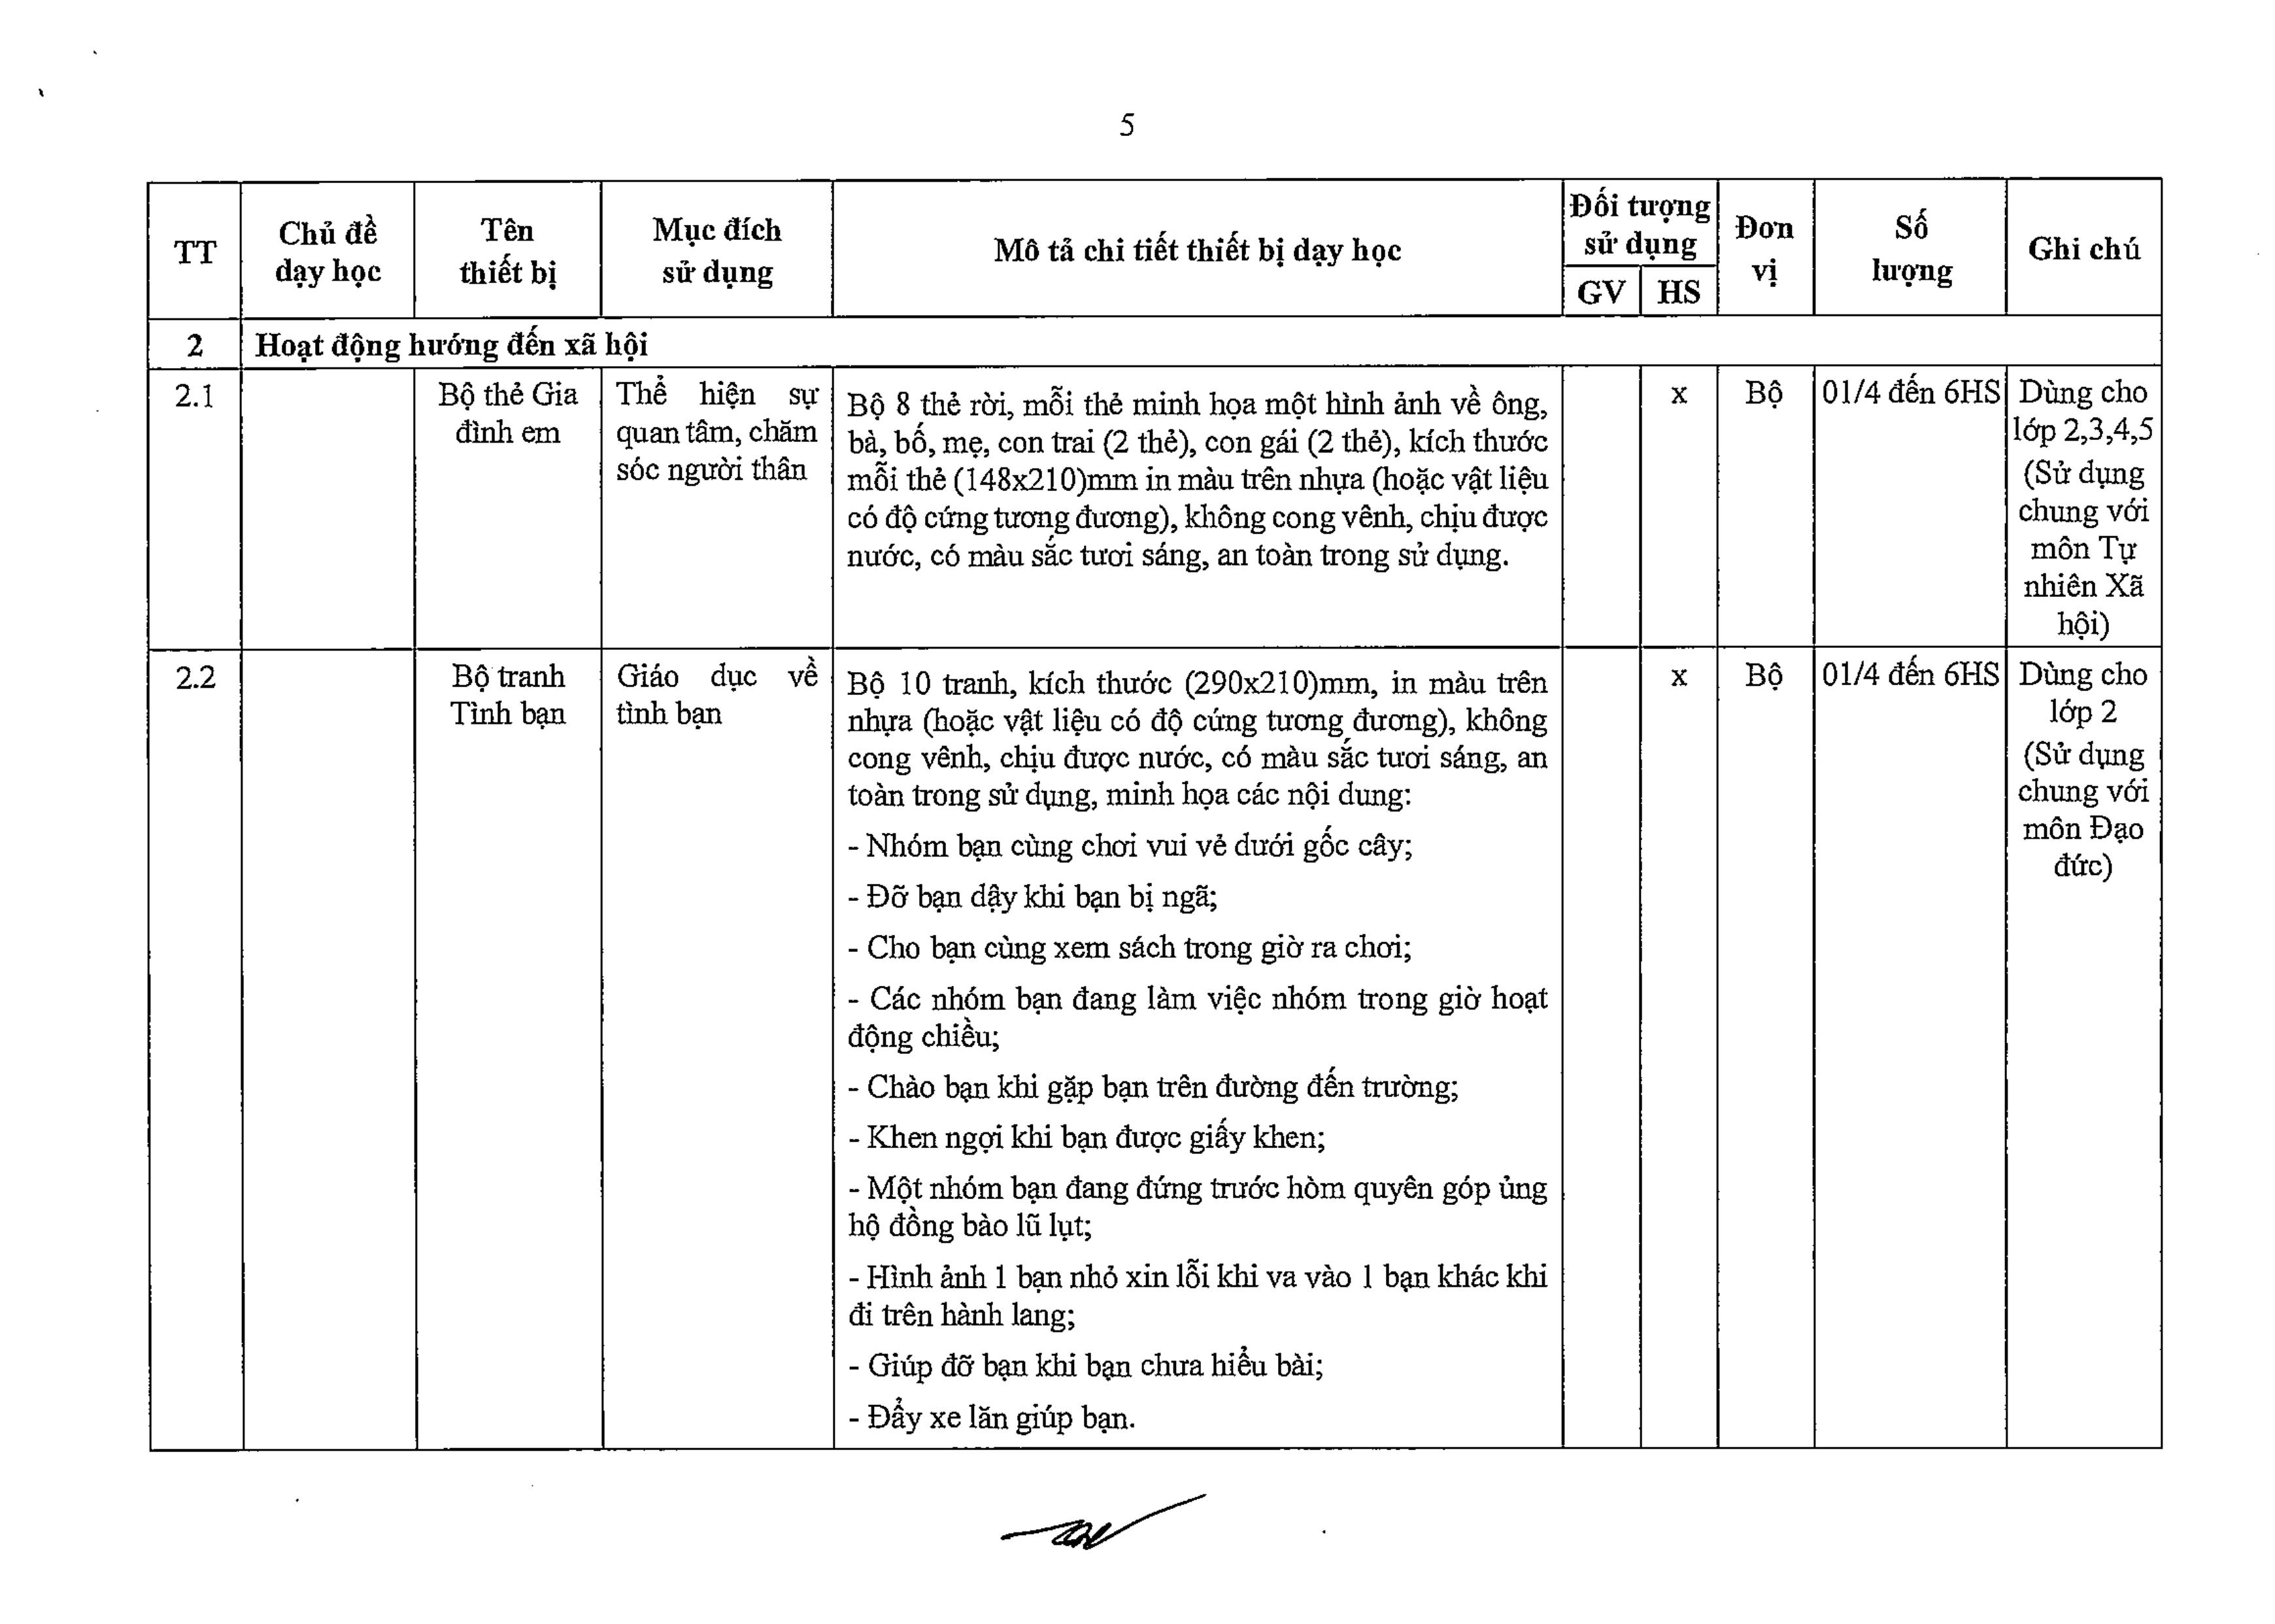 5
TT
Chủ đề
dạy học
Tên
thiết bị
Mục đích
sử dụng
Mô tả chi tiết thiết bị dạy học
Đối tượng
sử dụng
GV
HS
Đơn
vị
Số
lượng
Ghi chú
2
Hoạt động hướng đến xã hội
2.1
Bộ thẻ Gia
đình em
Thể hiện sự
quan tâm, chăm
sóc người thân
Bộ 8 thẻ rời, mỗi thẻ minh họa một hình ảnh về ông,
bà, bố, mẹ, con trai (2 thẻ), con gái (2 thẻ), kích thước
mỗi thẻ (148x210)mm in màu trên nhựa (hoặc vật liệu
có độ cứng tương đương), không cong vênh, chịu được
nước, có màu sắc tươi sáng, an toàn trong sử dụng.
x
Bộ
01/4 đến 6HS
Dùng cho
lớp 2,3,4,5
(Sử dụng
chung với
môn Tự
nhiên Xã
hội)
2.2
Bộ tranh
Tình bạn
Giáo dục về
tình bạn
Bộ 10 tranh, kích thước (290x210)mm, in màu trên
nhựa (hoặc vật liệu có độ cứng tương đương), không
cong vênh, chịu được nước, có màu sắc tươi sáng, an
toàn trong sử dụng, minh họa các nội dung:
- Nhóm bạn cùng chơi vui vẻ dưới gốc cây;
- Đỡ bạn dậy khi bạn bị ngã;
- Cho bạn cùng xem sách trong giờ ra chơi;
- Các nhóm bạn đang làm việc nhóm trong giờ hoạt
động chiều;
- Chào bạn khi gặp bạn trên đường đến trường;
- Khen ngợi khi bạn được giấy khen;
- Một nhóm bạn đang đứng trước hòm quyên góp ủng
hộ đồng bào lũ lụt;
- Hình ảnh 1 bạn nhỏ xin lỗi khi va vào 1 bạn khác khi
đi trên hành lang;
- Giúp đỡ bạn khi bạn chưa hiểu bài;
- Đẩy xe lăn giúp bạn.
x
Bộ
01/4 đến 6HS
Dùng cho
lớp 2
(Sử dụng
chung với
môn Đạo
đức)